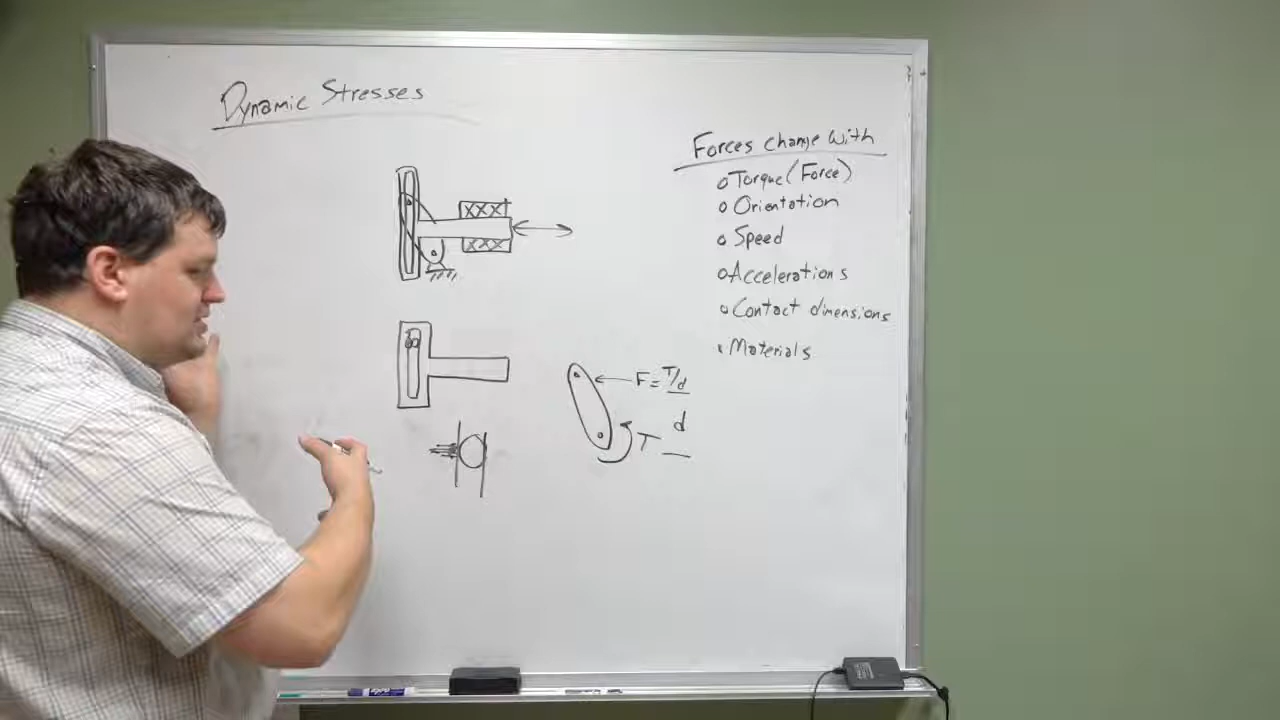 Dynamic Stresses
Forces change with
o Torque (Force)
o Orientation
o Speed
o Accelerations
o Contact dimensions
• Materials
F = T/d
d
T